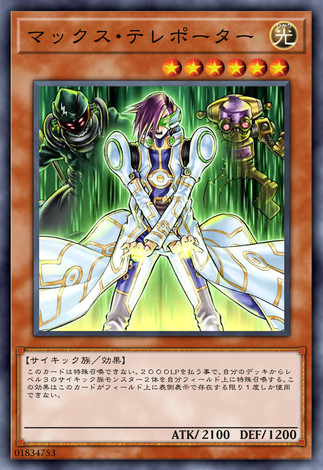 マックス・テレポーター
光
【サイキック族/効果】
このカードは特殊召喚できない。2000LPを払う事で、自分のデッキからレ
ベル3のサイキック族モンスター2体を自分フィールド上に特殊召喚する。こ
の効果はこのカードがフィールド上に表側表示で存在する限り1度しか使用
できない。
ATK/ 2100 DEF/1200
01834753